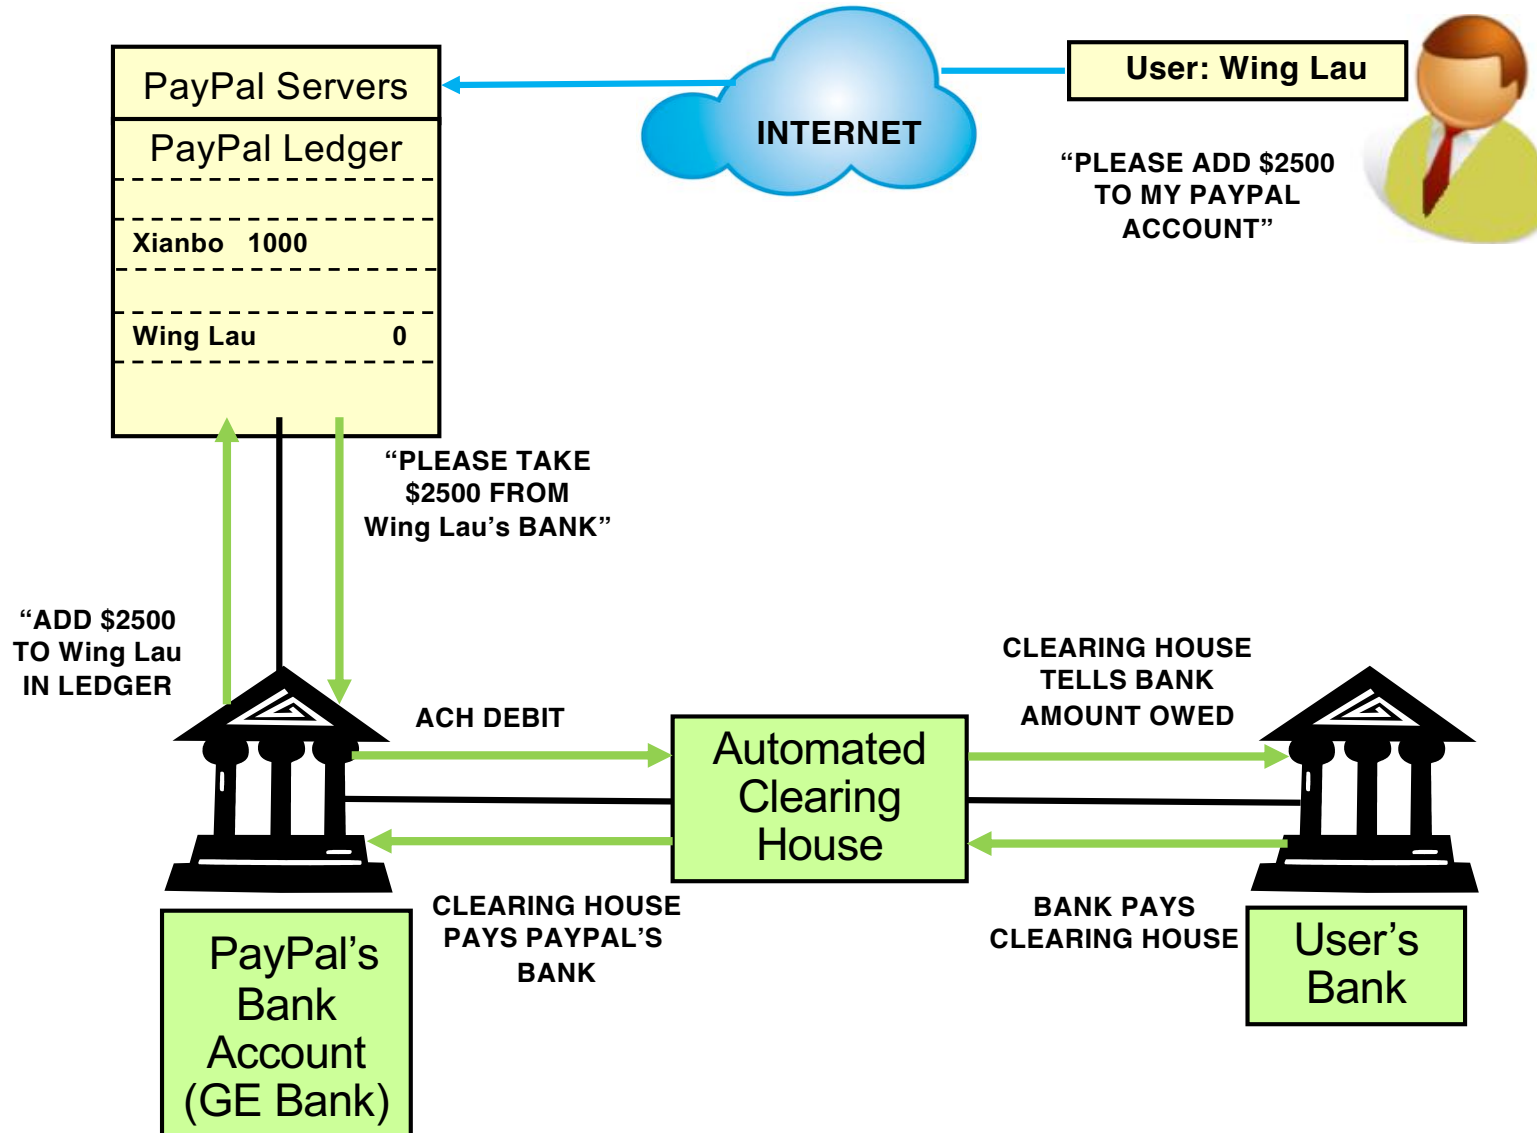 PayPal Servers
PayPal Ledger
Xianbo 1000
Wing Lau 0
INTERNET
User: Wing Lau
“PLEASE ADD $2500
TO MY PAYPAL
ACCOUNT”
“PLEASE TAKE
$2500 FROM
Wing Lau’s BANK”
“ADD $2500
TO Wing Lau
IN LEDGER
ACH DEBIT
Automated
Clearing
House
CLEARING HOUSE
TELLS BANK
AMOUNT OWED
CLEARING HOUSE
PAYS PAYPAL’S
BANK
BANK PAYS
CLEARING HOUSE
PayPal’s
Bank
Account
(GE Bank)
User’s
Bank